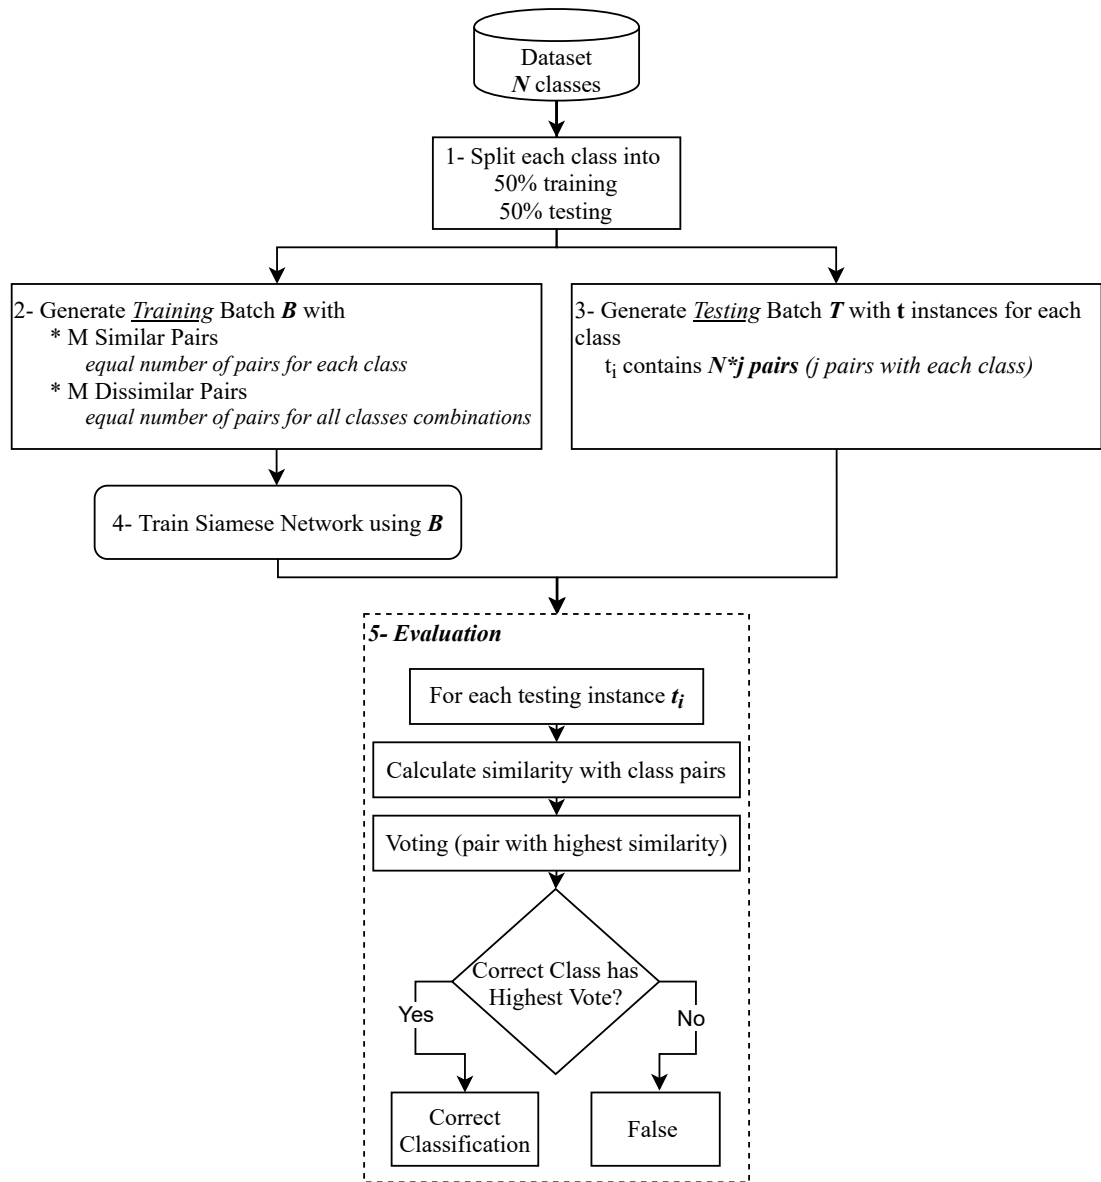 Dataset
N classes
1- Split each class into
50% training
50% testing
2- Generate Training Batch B with
* M Similar Pairs
equal number of pairs for each class
* M Dissimilar Pairs
equal number of pairs for all classes combinations
3- Generate Testing Batch T with t instances for each
class
ti contains N*j pairs (j pairs with each class)
4- Train Siamese Network using B
5- Evaluation
For each testing instance ti
Calculate similarity with class pairs
Voting (pair with highest similarity)
Correct Class has
Highest Vote?
Yes
No
Correct
Classification
False